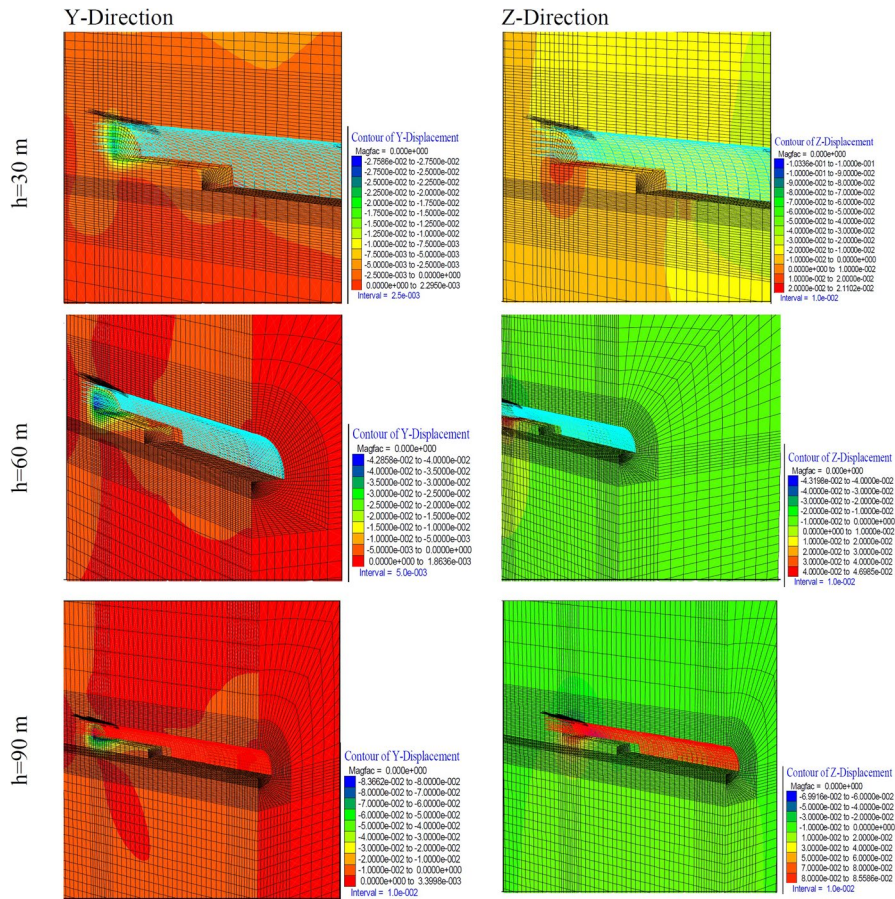 Y-Direction
Z-Direction
h=30 m
Contour of Y-Displacement
Magfac = 0.000e+000
-2.7586e-002 to -2.7500e-002
-2.7500e-002 to -2.5000e-002
-2.5000e-002 to -2.2500e-002
-2.2500e-002 to -2.0000e-002
-2.0000e-002 to -1.7500e-002
-1.7500e-002 to -1.5000e-002
-1.5000e-002 to -1.2500e-002
-1.2500e-002 to -1.0000e-002
-1.0000e-002 to -7.5000e-003
-7.5000e-003 to -5.0000e-003
-5.0000e-003 to -2.5000e-003
-2.5000e-003 to 0.0000e+000
0.0000e+000 to 2.2950e-003
Interval = 2.5e-003
Contour of Z-Displacement
Magfac = 0.000e+000
-1.0336e-001 to -1.0000e-001
-1.0000e-001 to -9.0000e-002
-9.0000e-002 to -8.0000e-002
-8.0000e-002 to -7.0000e-002
-7.0000e-002 to -6.0000e-002
-6.0000e-002 to -5.0000e-002
-5.0000e-002 to -4.0000e-002
-4.0000e-002 to -3.0000e-002
-3.0000e-002 to -2.0000e-002
-2.0000e-002 to -1.0000e-002
-1.0000e-002 to 0.0000e+000
0.0000e+000 to 1.0000e-002
1.0000e-002 to 2.0000e-002
2.0000e-002 to 2.1102e-002
Interval = 1.0e-002
h=60 m
Contour of Y-Displacement
Magfac = 0.000e+000
-4.2858e-002 to -4.0000e-002
-4.0000e-002 to -3.5000e-002
-3.5000e-002 to -3.0000e-002
-3.0000e-002 to -2.5000e-002
-2.5000e-002 to -2.0000e-002
-2.0000e-002 to -1.5000e-002
-1.5000e-002 to -1.0000e-002
-1.0000e-002 to -5.0000e-003
-5.0000e-003 to 0.0000e+000
0.0000e+000 to 1.8636e-003
Interval = 5.0e-003
Contour of Z-Displacement
Magfac = 0.000e+000
-4.3198e-002 to -4.0000e-002
-4.0000e-002 to -3.0000e-002
-3.0000e-002 to -2.0000e-002
-2.0000e-002 to -1.0000e-002
-1.0000e-002 to 0.0000e+000
0.0000e+000 to 1.0000e-002
1.0000e-002 to 2.0000e-002
2.0000e-002 to 3.0000e-002
3.0000e-002 to 4.0000e-002
4.0000e-002 to 4.6985e-002
Interval = 1.0e-002
h=90 m
Contour of Y-Displacement
Magfac = 0.000e+000
-8.3662e-002 to -8.0000e-002
-8.0000e-002 to -7.0000e-002
-7.0000e-002 to -6.0000e-002
-6.0000e-002 to -5.0000e-002
-5.0000e-002 to -4.0000e-002
-4.0000e-002 to -3.0000e-002
-3.0000e-002 to -2.0000e-002
-2.0000e-002 to -1.0000e-002
-1.0000e-002 to 0.0000e+000
0.0000e+000 to 3.3998e-003
Interval = 1.0e-002
Contour of Z-Displacement
Magfac = 0.000e+000
-6.9916e-002 to -6.0000e-002
-5.0000e-002 to -4.0000e-002
-3.0000e-002 to -2.0000e-002
-1.0000e-002 to 0.0000e+000
1.0000e-002 to 2.0000e-002
3.0000e-002 to 4.0000e-002
5.0000e-002 to 6.0000e-002
7.0000e-002 to 8.0000e-002
8.0000e-002 to 8.5586e-002
Interval = 1.0e-002